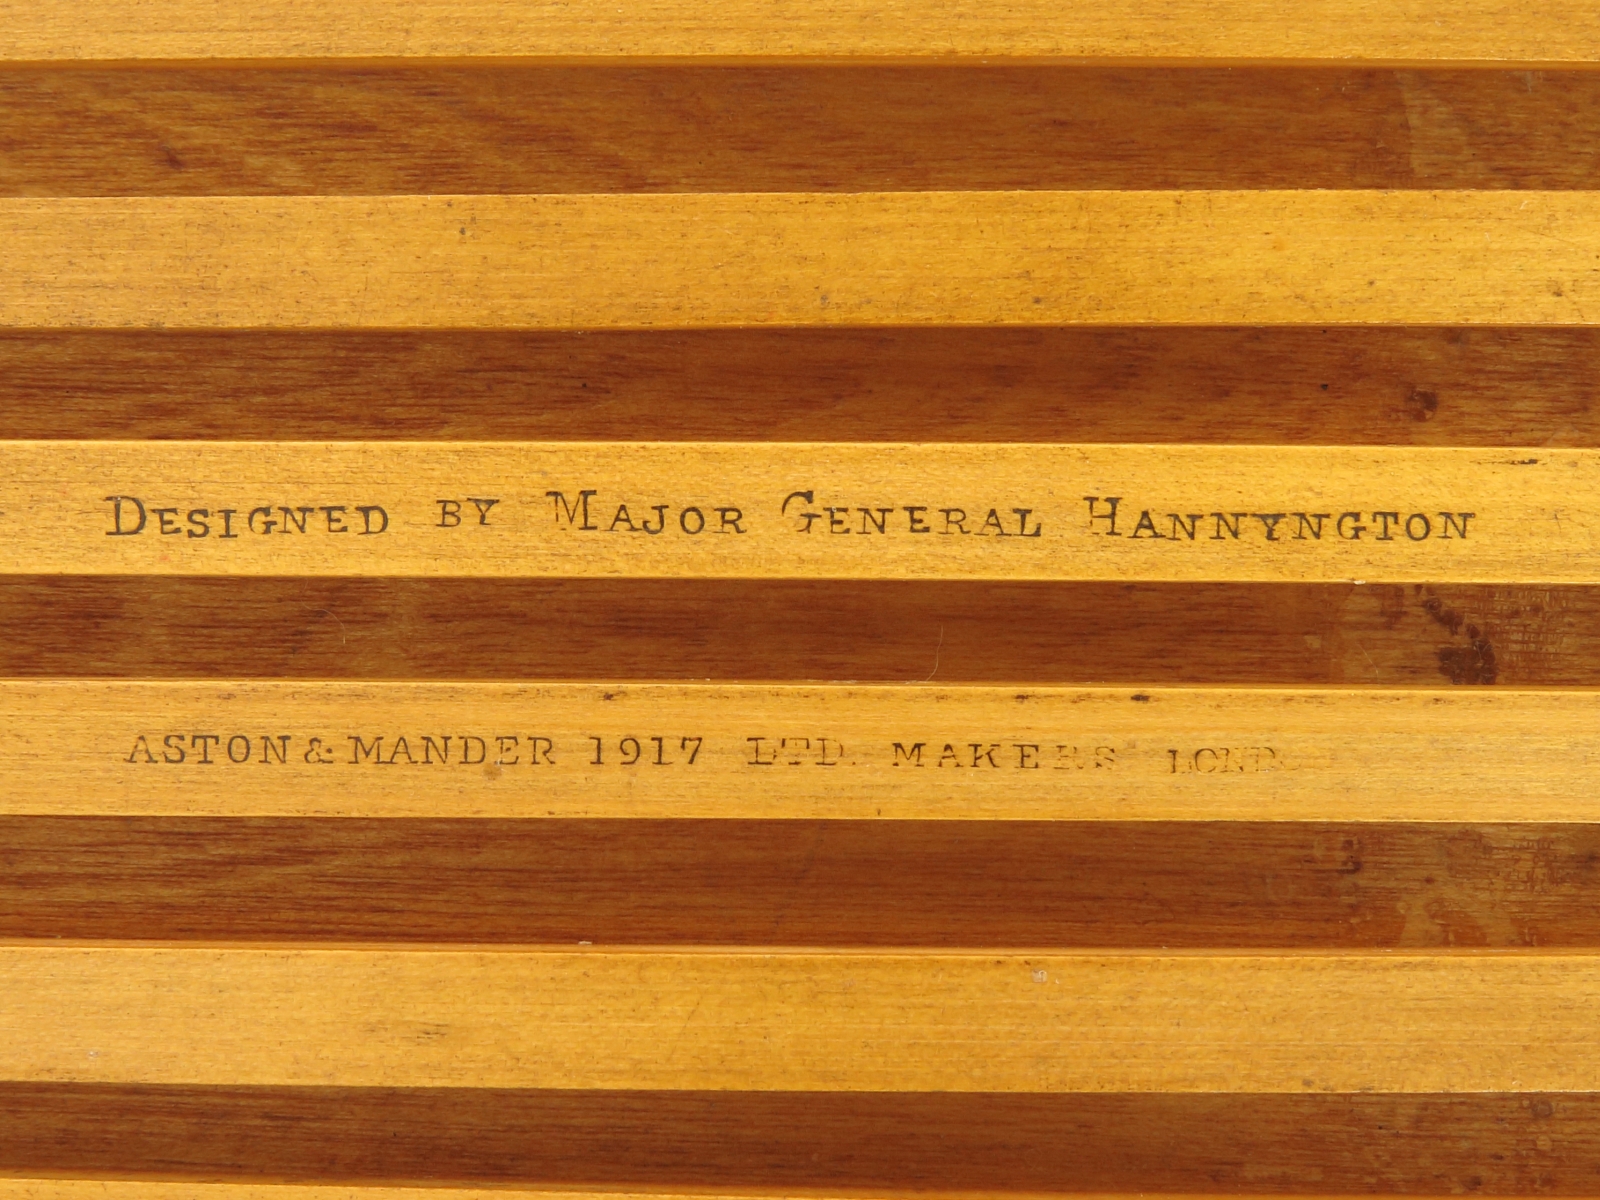 DESIGNED BY MAJOR GENERAL HANNYNGTON
ASTON & MANDER 1917 LTD. MAKERS